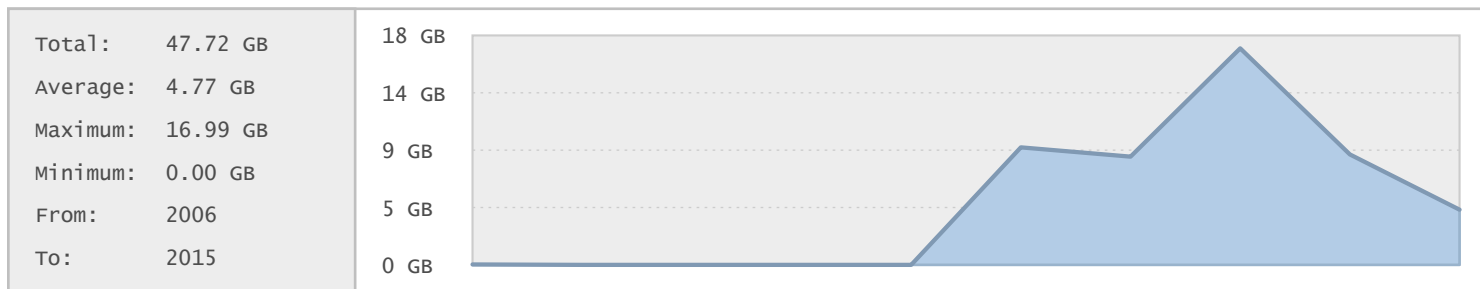 Total: 47.72 GB
Average: 4.77 GB
Maximum: 16.99 GB
Minimum: 0.00 GB
From: 2006
To: 2015
18 GB
14 GB
9 GB
5 GB
0 GB